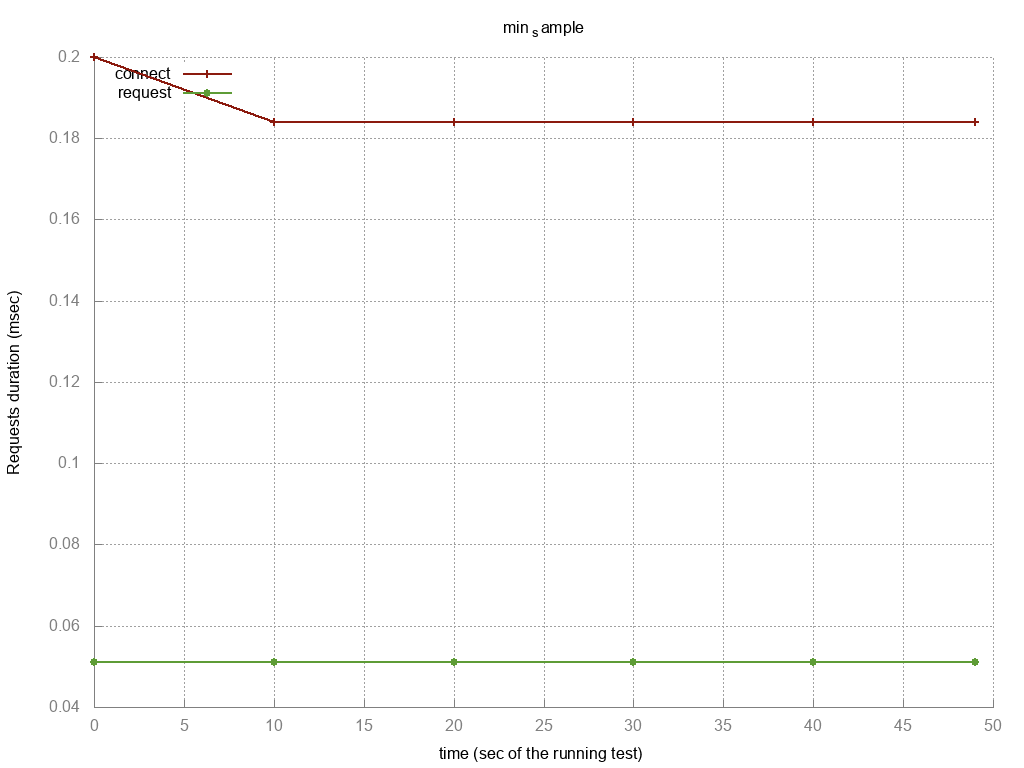 min s ample
connect
request
0.2
0.18
0.16
0.14
0.12
0.1
0.08
0.06
0.04
0 5 10 15 20 25 30 35 40 45 50
Requests duration (msec)
time (sec of the running test)